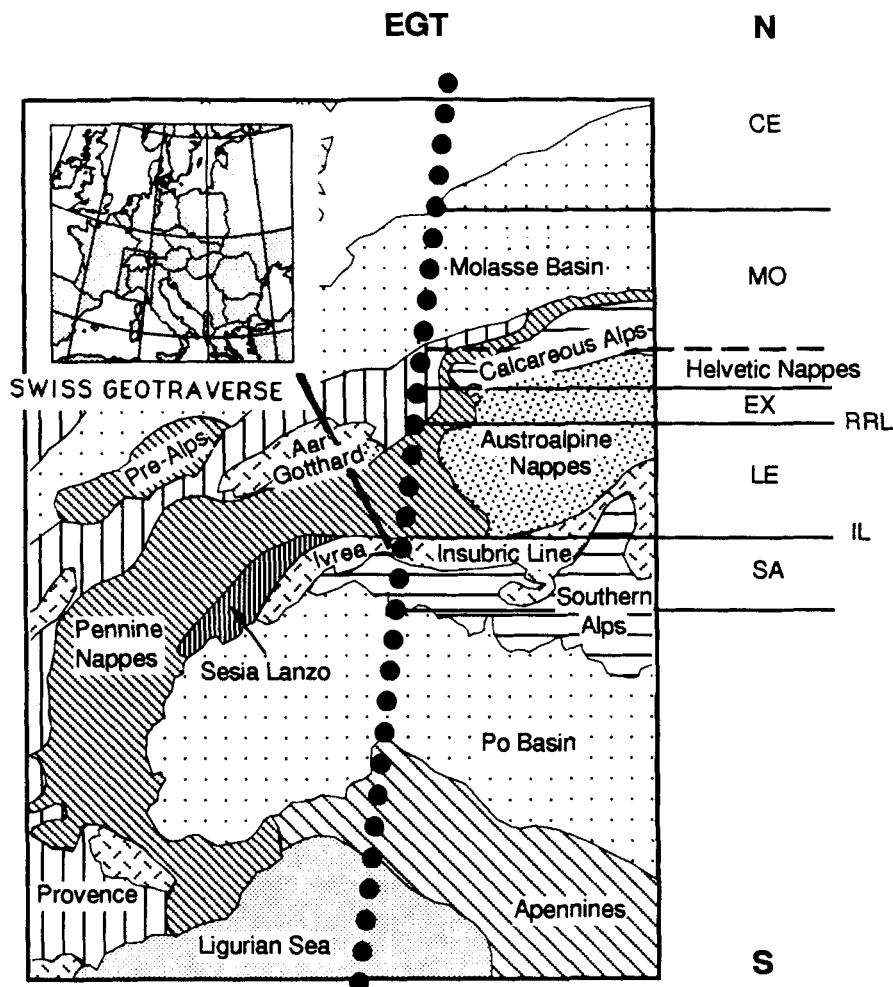 EGT
N
CE
Molasse Basin
MO
Calcareous Alps
Helvetic Nappes
SWISS GEOTRAVERSE
EX
RRL
Pre-Alps
Aar
Gotthard
Austroalpine
Nappes
LE
IL
Ivrea
Insubric Line
SA
Southern
Alps
Pennine
Nappes
Sesia Lanzo
Po Basin
Provence
Apennines
Ligurian Sea
S